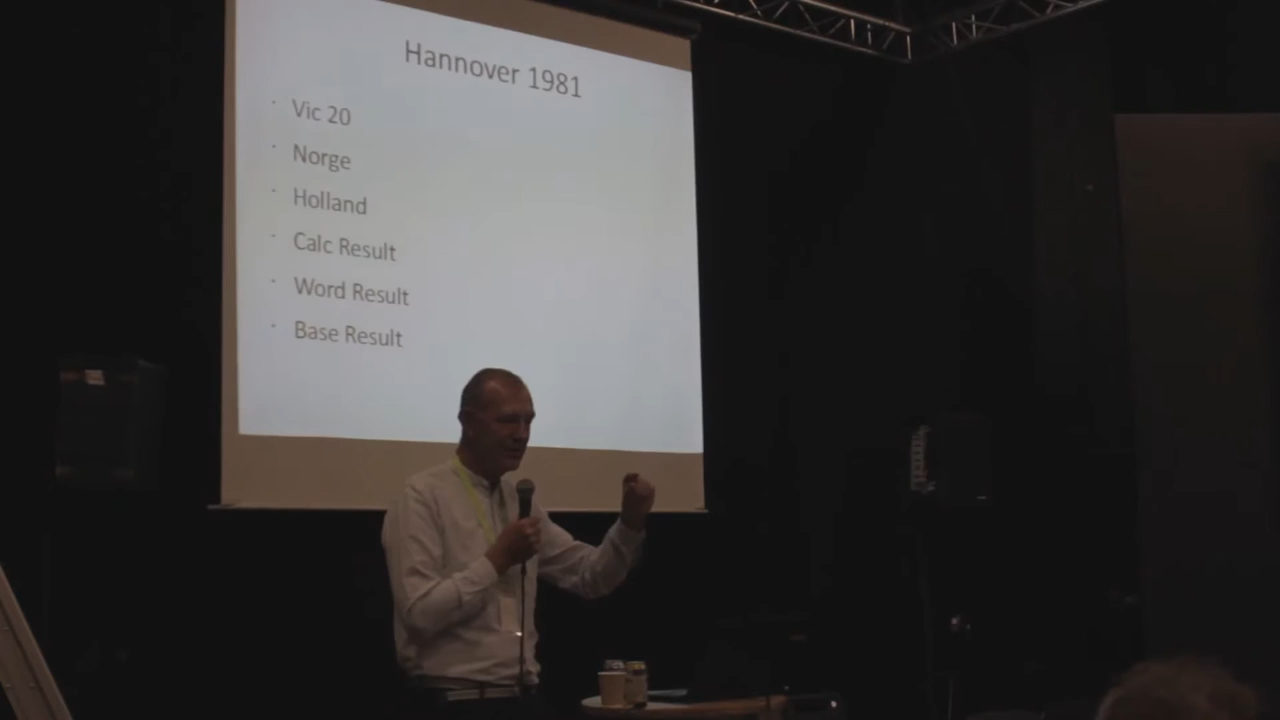 Hannover 1981
Vic 20
Norge
Holland
Calc Result
Word Result
Base Result